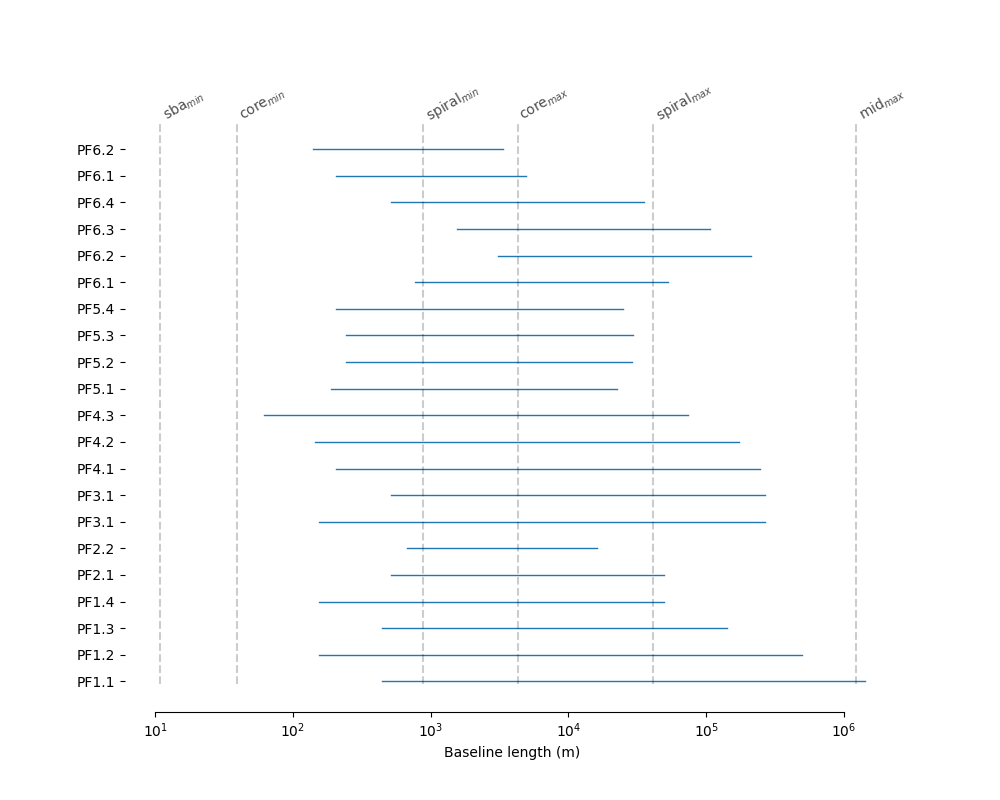 sba_min core_min spiral_min core_max spiral_max mid_max
PF6.2
PF6.1
PF6.4
PF6.3
PF6.2
PF6.1
PF5.4
PF5.3
PF5.2
PF5.1
PF4.3
PF4.2
PF4.1
PF3.1
PF3.1
PF2.2
PF2.1
PF1.4
PF1.3
PF1.2
PF1.1
10^1 10^2 10^3 10^4 10^5 10^6
Baseline length (m)